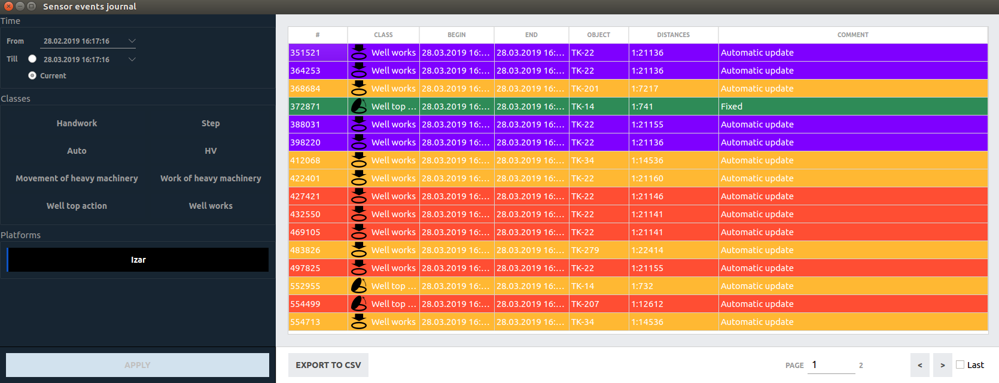 Sensor events journal
Time
From 28.02.2019 16:17:16
Till 28.03.2019 16:17:16
Current
Classes
Handwork Step
Auto HV
Movement of heavy machinery Work of heavy machinery
Well top action Well works
Platforms
Izar
APPLY
# CLASS BEGIN END OBJECT DISTANCES COMMENT
351521 Well works 28.03.2019 16:... 28.03.2019 16:... TK-22 1:21136 Automatic update
364253 Well works 28.03.2019 16:... 28.03.2019 16:... TK-22 1:21136 Automatic update
368684 Well works 28.03.2019 16:... 28.03.2019 16:... TK-201 1:7217 Automatic update
372871 Well top ... 28.03.2019 16:... 28.03.2019 16:... TK-14 1:741 Fixed
388031 Well works 28.03.2019 16:... 28.03.2019 16:... TK-22 1:21155 Automatic update
398220 Well works 28.03.2019 16:... 28.03.2019 16:... TK-22 1:21136 Automatic update
412068 Well works 28.03.2019 16:... 28.03.2019 16:... TK-34 1:14536 Automatic update
422401 Well works 28.03.2019 16:... 28.03.2019 16:... TK-22 1:21160 Automatic update
427421 Well works 28.03.2019 16:... 28.03.2019 16:... TK-22 1:21146 Automatic update
432550 Well works 28.03.2019 16:... 28.03.2019 16:... TK-22 1:21141 Automatic update
469105 Well works 28.03.2019 16:... 28.03.2019 16:... TK-22 1:21141 Automatic update
483826 Well works 28.03.2019 16:... 28.03.2019 16:... TK-279 1:22414 Automatic update
497825 Well works 28.03.2019 16:... 28.03.2019 16:... TK-22 1:21155 Automatic update
552955 Well top ... 28.03.2019 16:... 28.03.2019 16:... TK-14 1:732 Automatic update
554499 Well top ... 28.03.2019 16:... 28.03.2019 16:... TK-207 1:12612 Automatic update
554713 Well works 28.03.2019 16:... 28.03.2019 16:... TK-34 1:14536 Automatic update
EXPORT TO CSV PAGE 1 2 < > Last